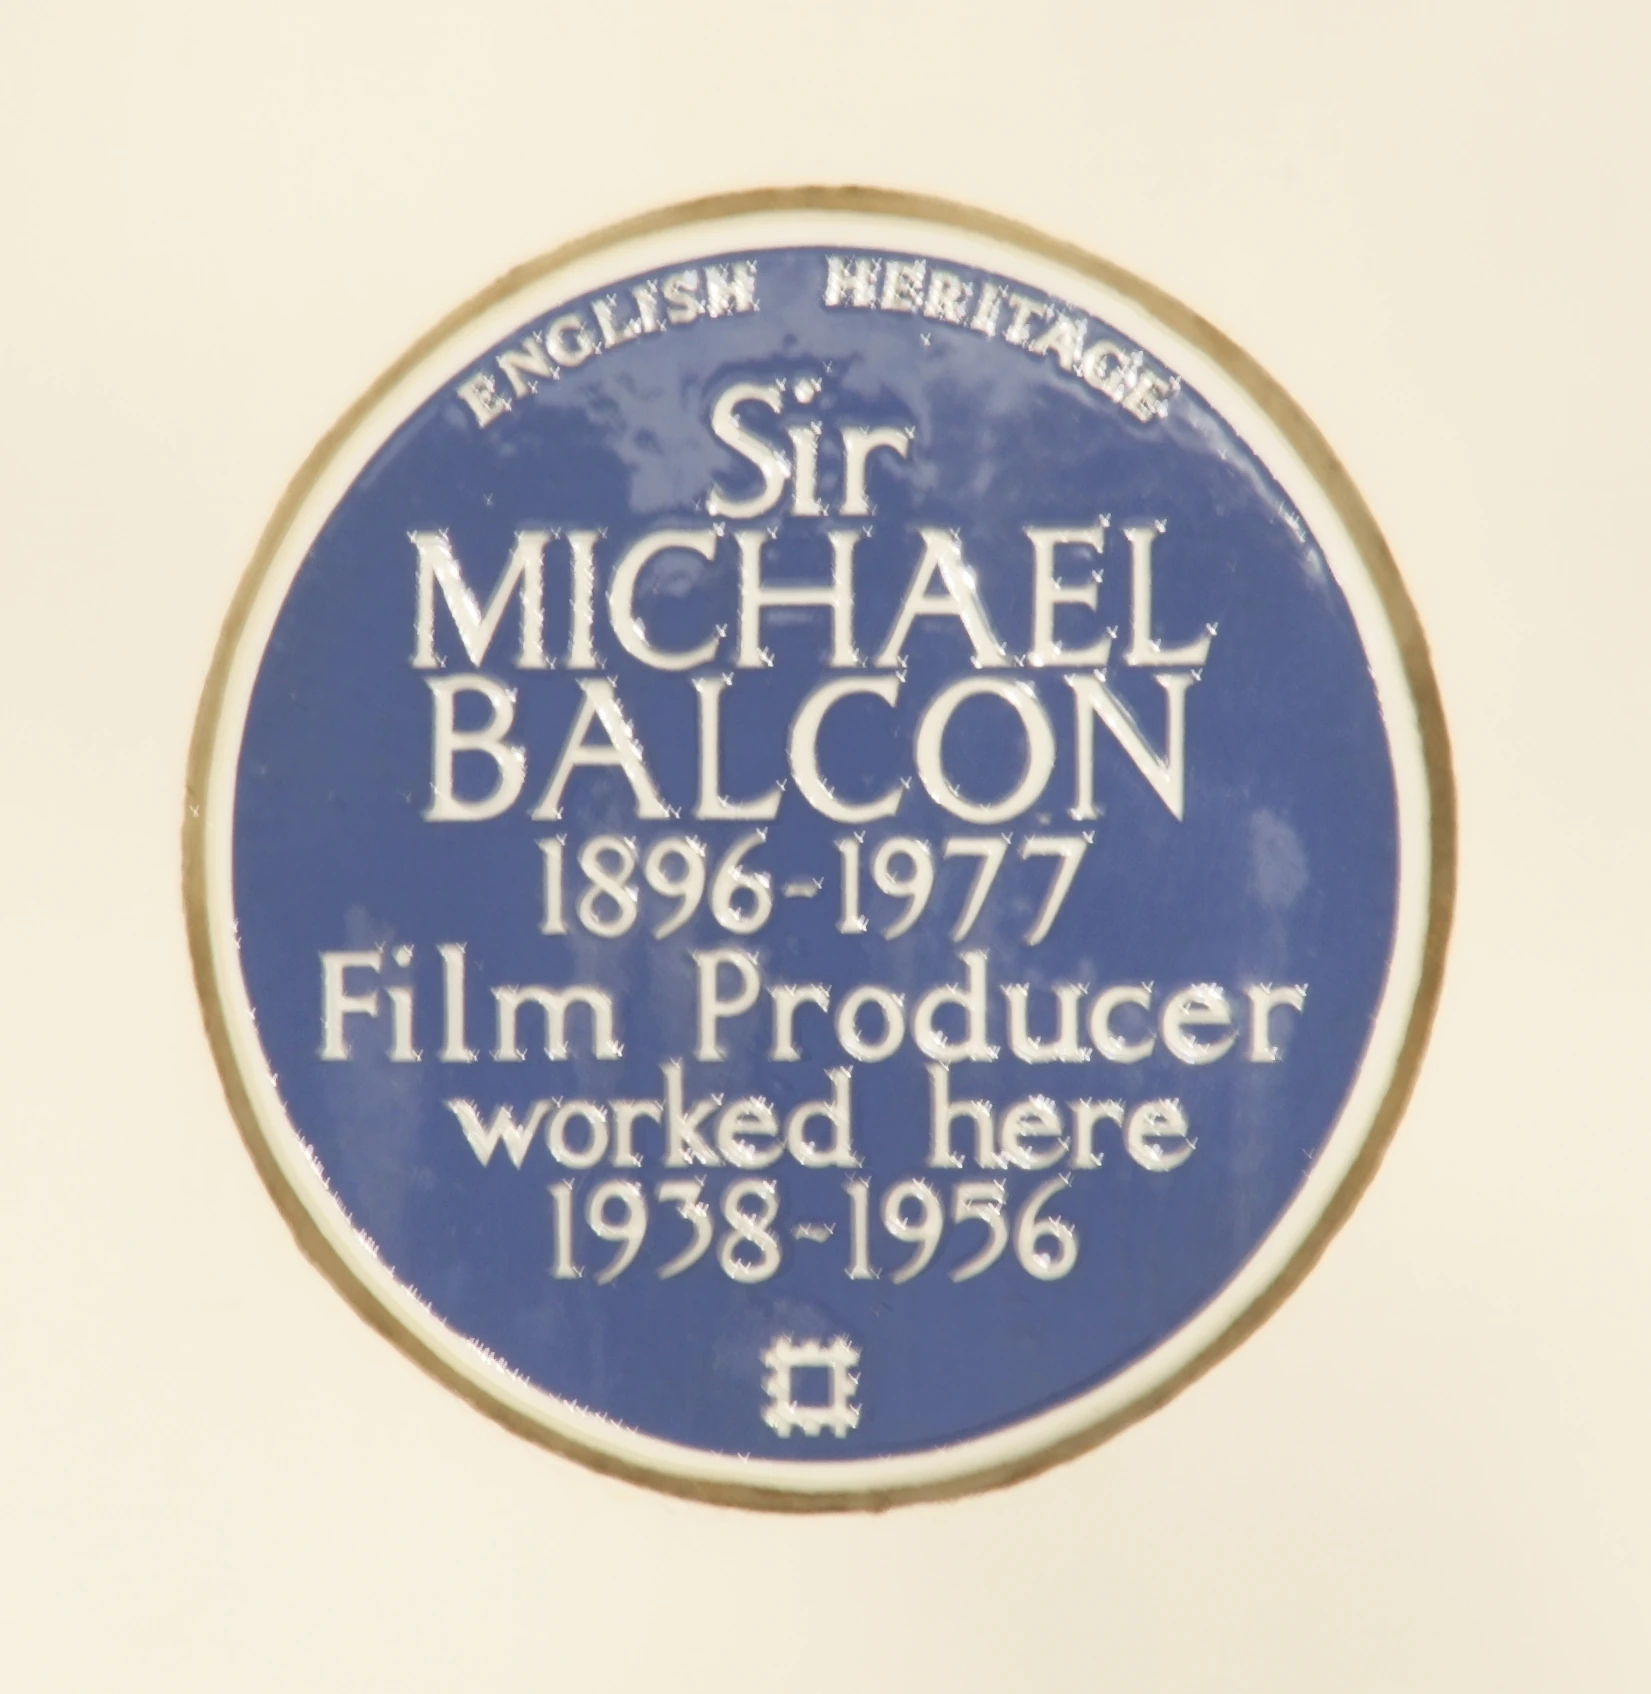 ENGLISH HERITAGE
Sir
MICHAEL
BALCON
1896-1977
Film Producer
worked here
1938-1956